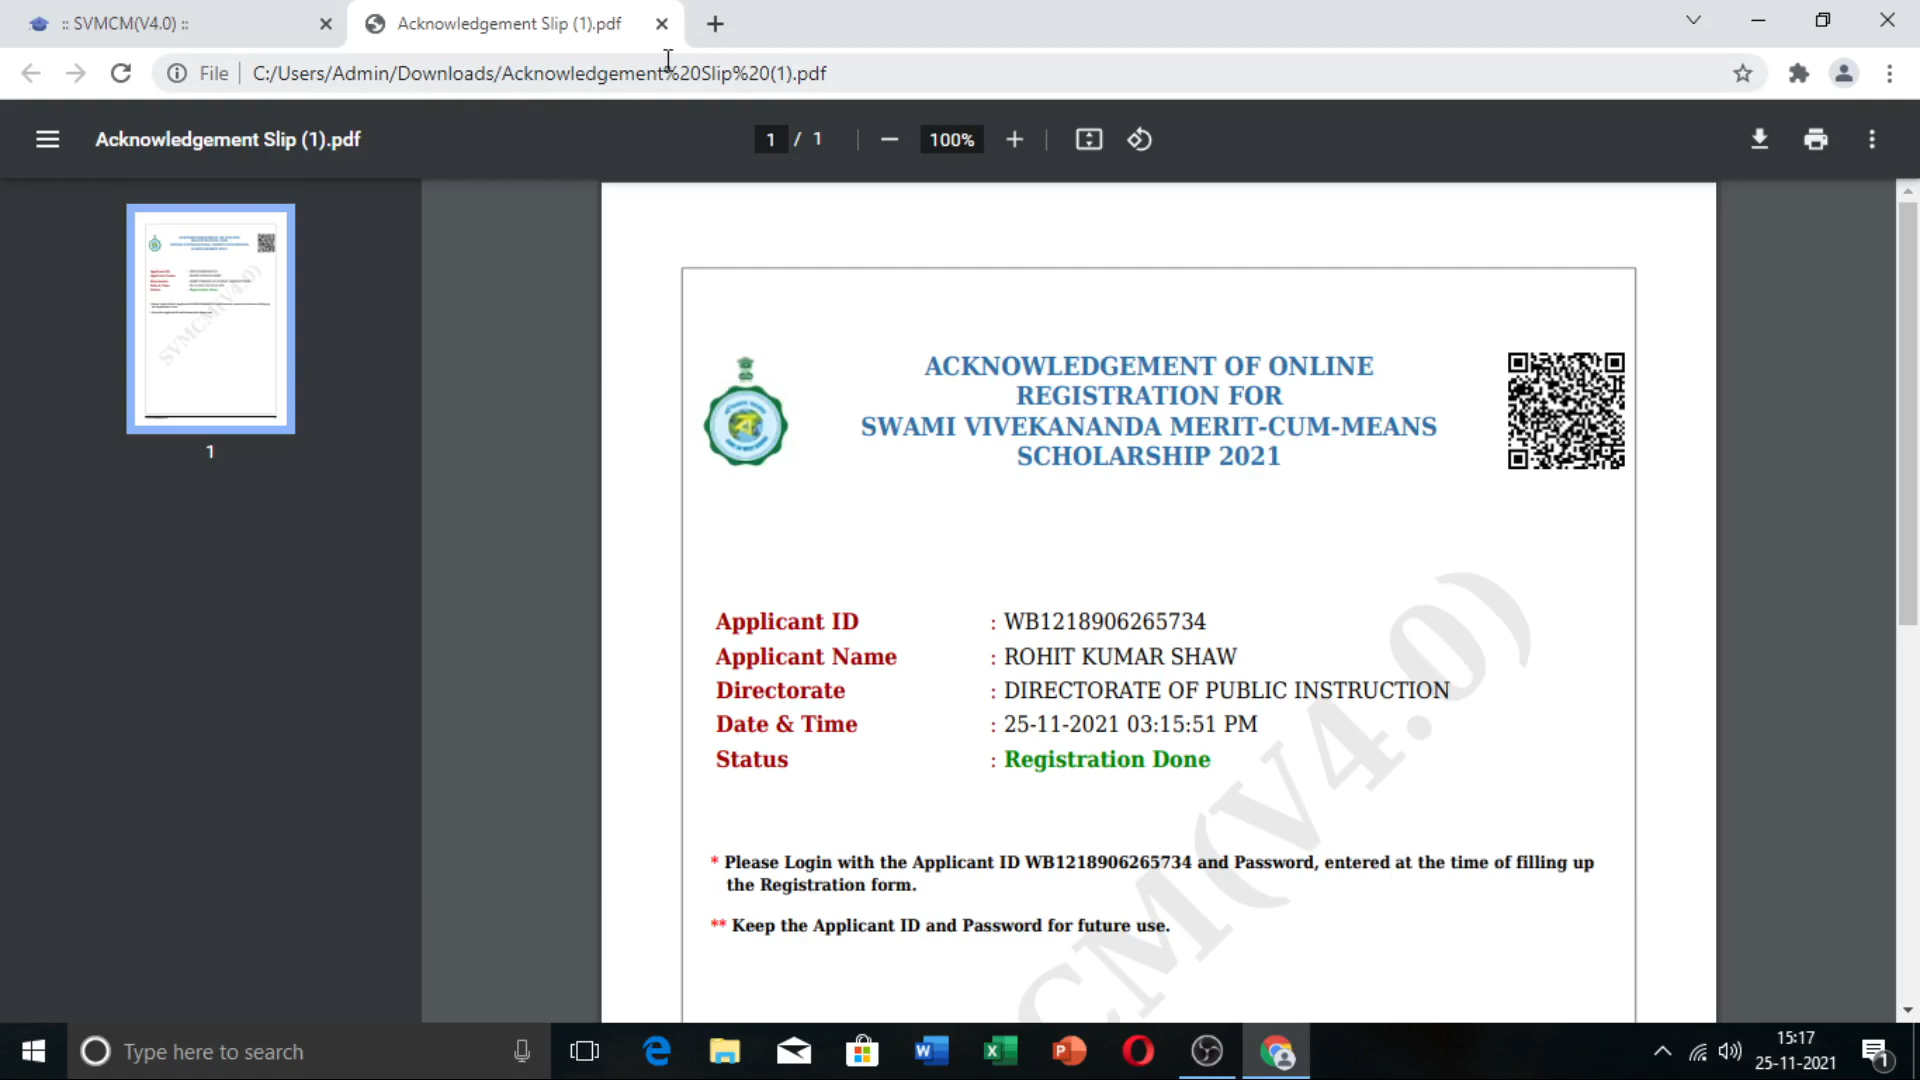 :: SVMCM(V4.0) ::
Acknowledgement Slip (1).pdf
File
C:/Users/Admin/Downloads/Acknowledgement%20Slip%20(1).pdf
Acknowledgement Slip (1).pdf
1 / 1
100%
1
ACKNOWLEDGEMENT OF ONLINE
REGISTRATION FOR
SWAMI VIVEKANANDA MERIT-CUM-MEANS
SCHOLARSHIP 2021
Applicant ID : WB1218906265734
Applicant Name : ROHIT KUMAR SHAW
Directorate : DIRECTORATE OF PUBLIC INSTRUCTION
Date & Time : 25-11-2021 03:15:51 PM
Status : Registration Done
* Please Login with the Applicant ID WB1218906265734 and Password, entered at the time of filling up
the Registration form.
** Keep the Applicant ID and Password for future use.
CM(V4.0)
SVMCM(V4.0)
Type here to search
15:17
25-11-2021
1